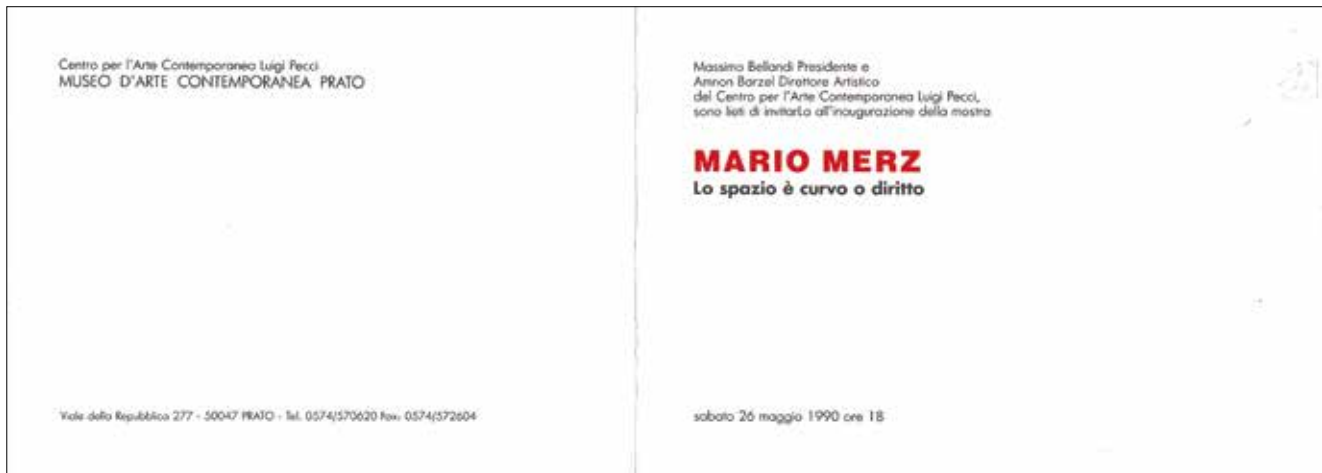 Centro per l'Arte Contemporanea Luigi Pecci
MUSEO D'ARTE CONTEMPORANEA PRATO
Viale della Repubblica 277 - 50047 PRATO - Tel. 0574/570620 Fax: 0574/572604
Massimo Bellandi Presidente e
Amnon Barzel Direttore Artistico
del Centro per l'Arte Contemporanea Luigi Pecci,
sono lieti di invitarLa all'inaugurazione della mostra
MARIO MERZ
Lo spazio è curvo o diritto
sabato 26 maggio 1990 ore 18